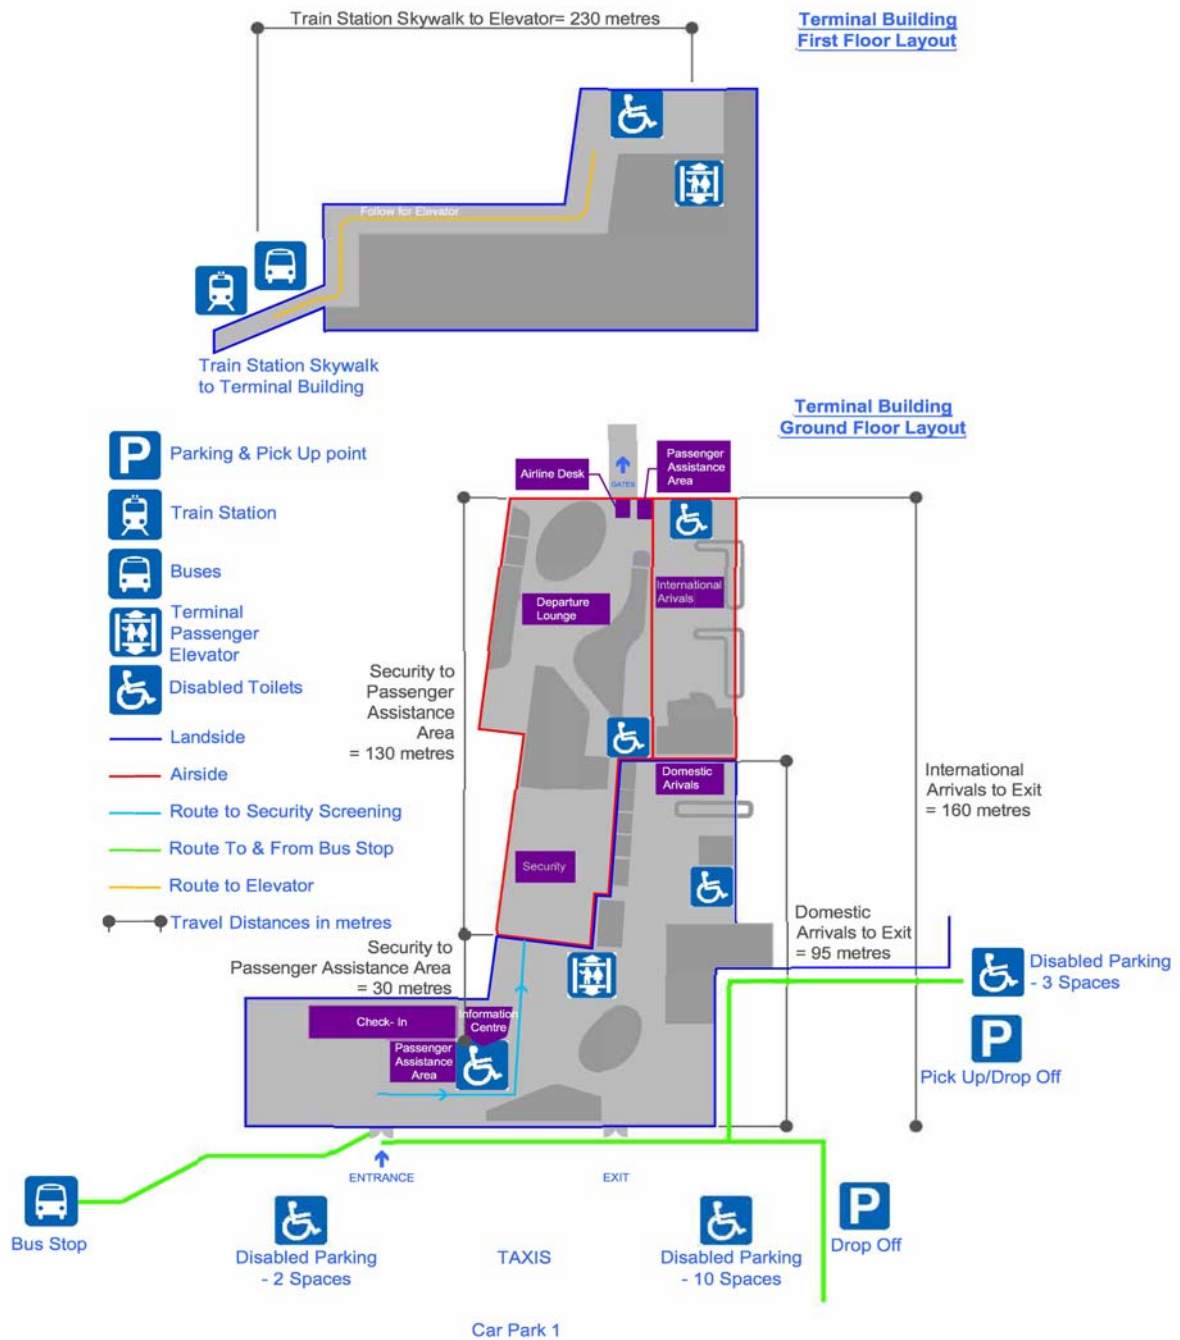 Train Station Skywalk to Elevator= 230 metres
Terminal Building
First Floor Layout
Follow for Elevator
Train Station Skywalk
to Terminal Building
Terminal Building
Ground Floor Layout
P
Parking & Pick Up point
Train Station
Buses
Terminal
Passenger
Elevator
Disabled Toilets
Landside
Airside
Route to Security Screening
Route To & From Bus Stop
Route to Elevator
Travel Distances in metres
Airline Desk
GATES
Passenger
Assistance
Area
International
Arivals
Departure
Lounge
Security to
Passenger
Assistance
Area
= 130 metres
Domestic
Arivals
International
Arrivals to Exit
= 160 metres
Security
Domestic
Arrivals to Exit
= 95 metres
Security to
Passenger Assistance Area
= 30 metres
Disabled Parking
- 3 Spaces
Check- In
Information
Centre
Passenger
Assistance
Area
P
Pick Up/Drop Off
ENTRANCE
EXIT
Bus Stop
Disabled Parking
- 2 Spaces
TAXIS
Disabled Parking
- 10 Spaces
P
Drop Off
Car Park 1